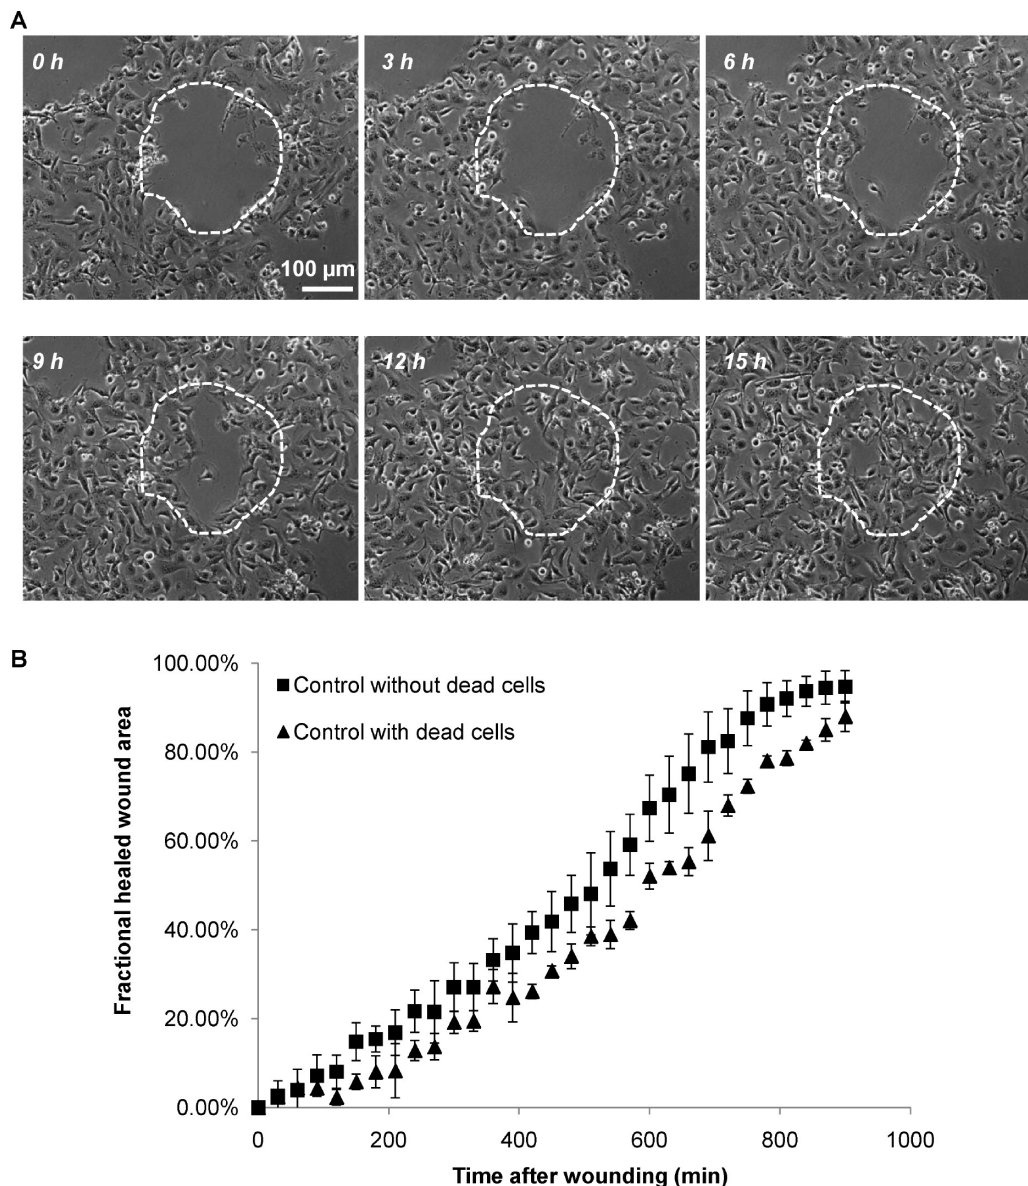 A
0 h
3 h
6 h
100 µm
9 h
12 h
15 h
B
100.00%
80.00%
60.00%
40.00%
20.00%
0.00%
Fractional healed wound area
Control without dead cells
Control with dead cells
0
200
400
600
800
1000
Time after wounding (min)